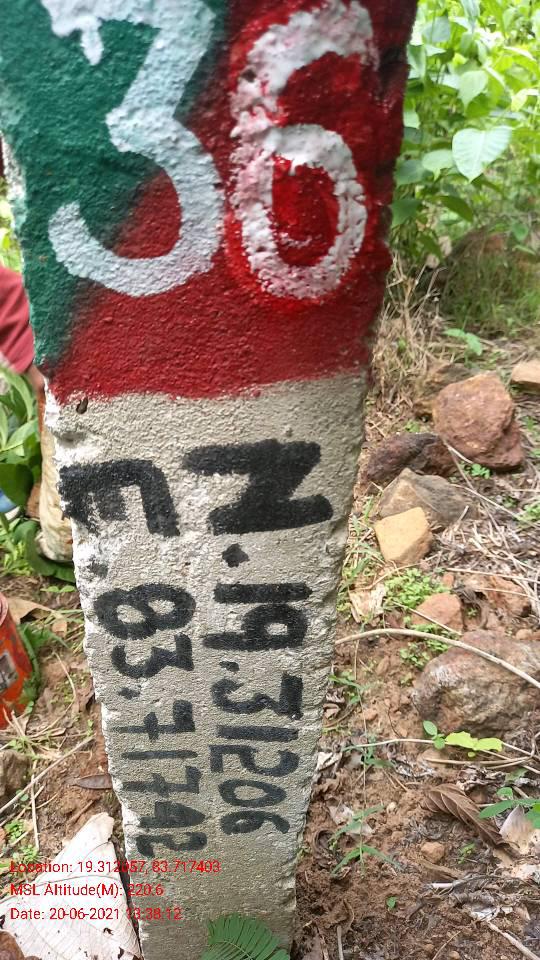 36
N. 19.31206
E. 83.71742
Location: 19.312057, 83.717403
MSL Altitude(M): 220.6
Date: 20-06-2021 13:38:12